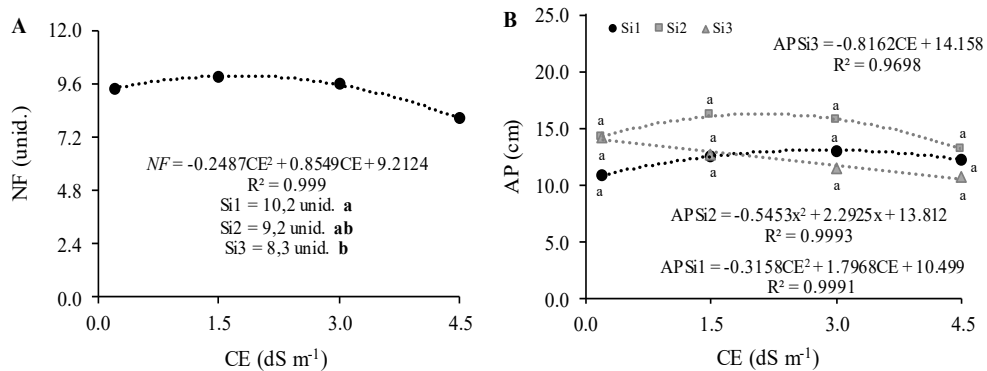 A
12.0
9.6
7.2
4.8
2.4
0.0
NF (unid.)
NF = -0.2487CE² + 0.8549CE + 9.2124
R² = 0.999
Si1 = 10,2 unid. a
Si2 = 9,2 unid. ab
Si3 = 8,3 unid. b
0.0 1.5 3.0 4.5
CE (dS m⁻¹)
B
25.0
20.0
15.0
10.0
5.0
0.0
AP (cm)
Si1 Si2 Si3
APSi3 = -0.8162CE + 14.158
R² = 0.9698
a a a a
a a a a
a a a a
APSi2 = -0.5453x² + 2.2925x + 13.812
R² = 0.9993
APSi1 = -0.3158CE² + 1.7968CE + 10.499
R² = 0.9991
0.0 1.5 3.0 4.5
CE (dS m⁻¹)